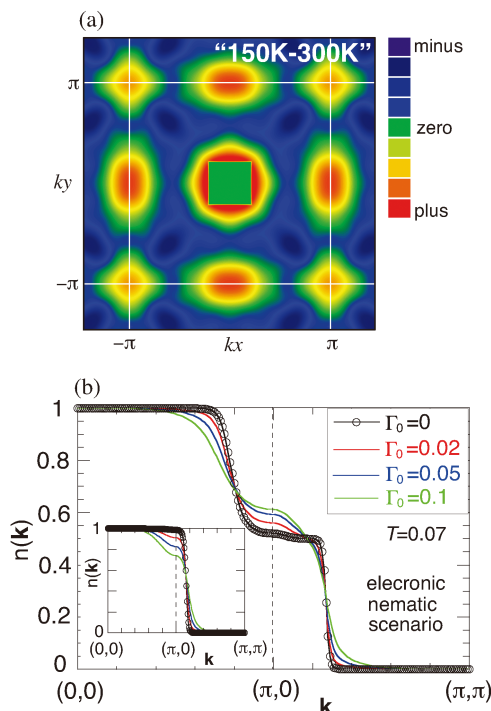 (a)
"150K-300K"
minus
zero
plus
π
ky
−π
−π
kx
π
(b)
1
0.8
0.6
0.4
0.2
0
n(k)
Γ₀=0
Γ₀=0.02
Γ₀=0.05
Γ₀=0.1
T=0.07
elecronic
nematic
scenario
1
n(k)
0
(0,0)
(π,0)
k
(π,π)
(0,0)
(π,0)
k
(π,π)